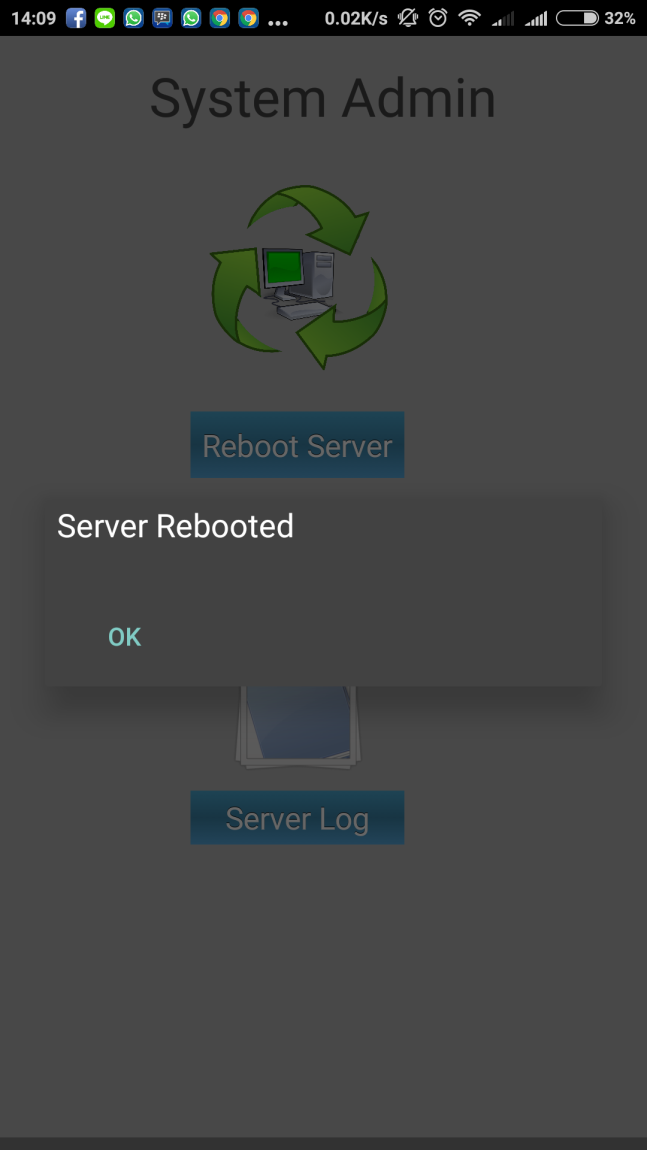 14:09 0.02K/s 32%
System Admin
Reboot Server
Server Rebooted
OK
Server Log